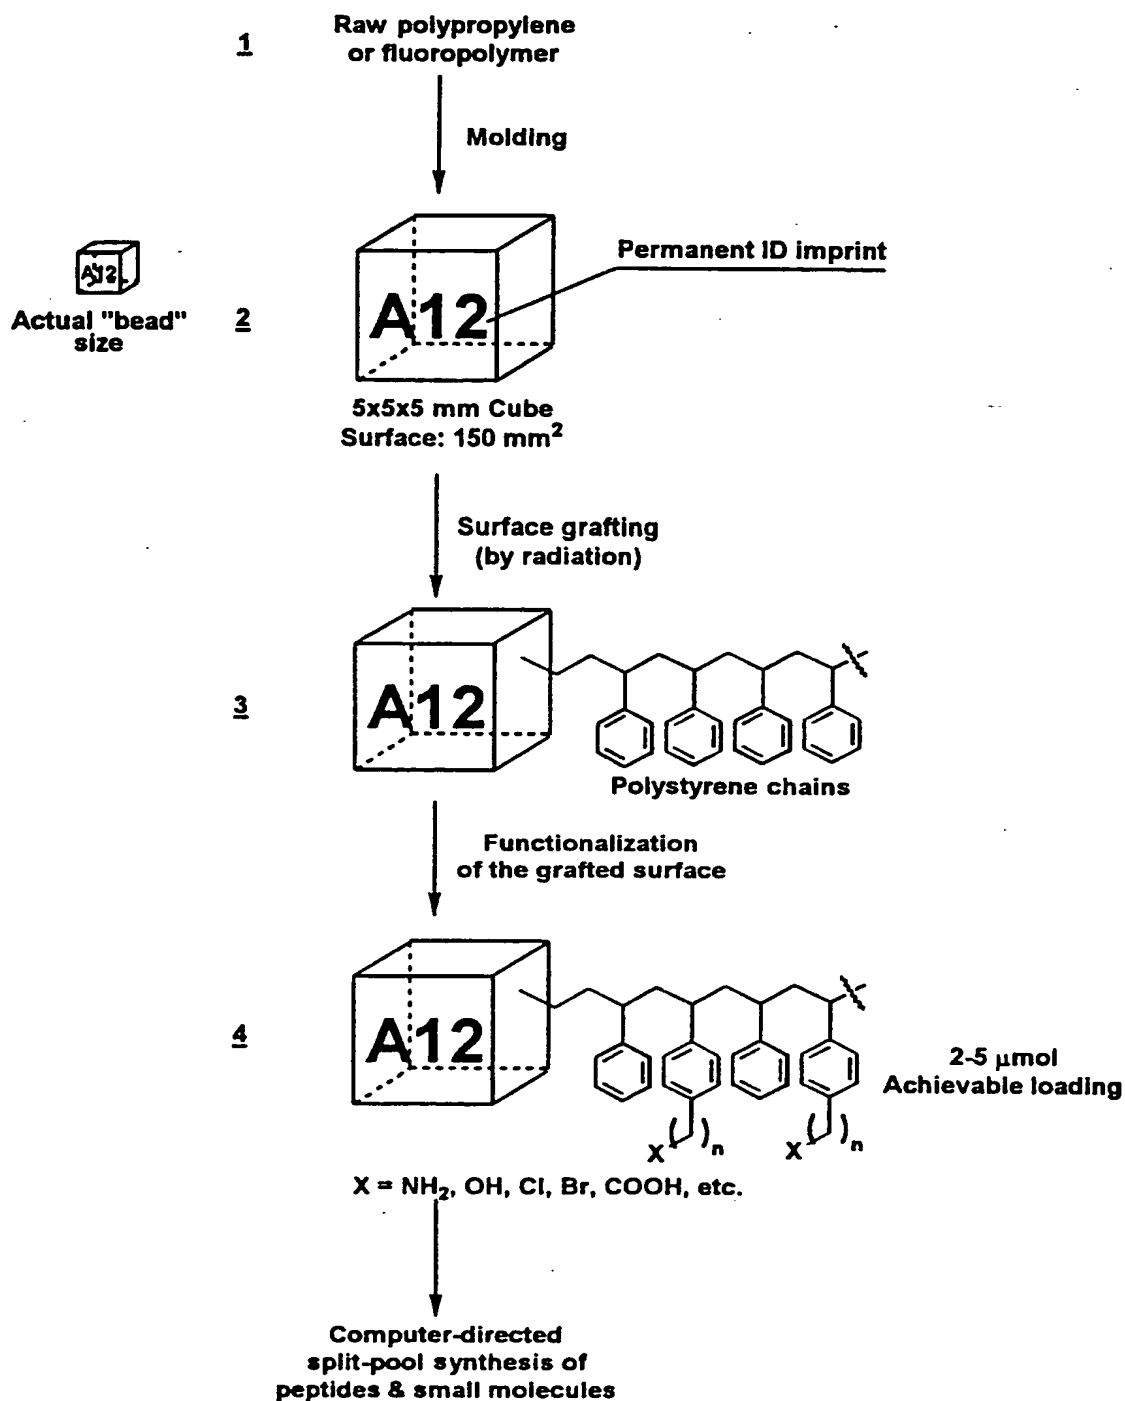 1
Raw polypropylene
or fluoropolymer
Molding
A12
Actual "bead"
size
2
A12
Permanent ID imprint
5x5x5 mm Cube
Surface: 150 mm²
Surface grafting
(by radiation)
3
A12
Polystyrene chains
Functionalization
of the grafted surface
4
A12
2-5 μmol
Achievable loading
X ( )n X ( )n
X = NH₂, OH, Cl, Br, COOH, etc.
Computer-directed
split-pool synthesis of
peptides & small molecules